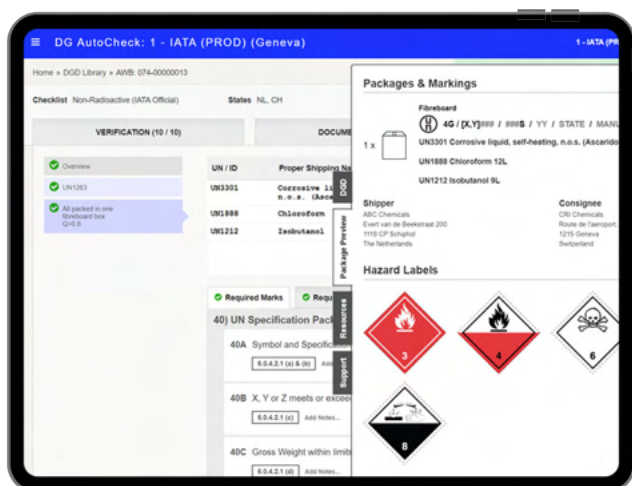 ≡ DG AutoCheck: 1 - IATA (PROD) (Geneva)
1 - IATA (PR
Home » DGD Library » AWB: 074-00000013
Checklist Non-Radioactive (IATA Official)
States NL, CH
VERIFICATION (10 / 10)
DOCUME
Overview
UN1263
All packed in one
fibreboard box
Q=0.6
UN / ID
Proper Shipping Na
UN3301
Corrosive li
n.o.s. (Asca
UN1888
Chloroform
UN1212
Isobutanol
Required Marks
Requ
40) UN Specification Pack
40A Symbol and Specification
6.0.4.2.1 (a) & (b)
Add
40B X, Y or Z meets or exceed
6.0.4.2.1 (c)
Add Notes...
40C Gross Weight within limits
6.0.4.2.1 (d)
Add Notes...
DGD
Package Preview
Resources
Support
Packages & Markings
Fibreboard
4G / [X,Y]### / ###S / YY / STATE / MANU
1 x
UN3301 Corrosive liquid, self-heating, n.o.s. (Ascarido
UN1888 Chloroform 12L
UN1212 Isobutanol 9L
Shipper
ABC Chemicals
Evert van de Beekstraat 200
1118 CP Schiphol
The Netherlands
Consignee
CRI Chemicals
Route de l'aeroport,
1215 Geneva
Switzerland
Hazard Labels
3
4
6
8